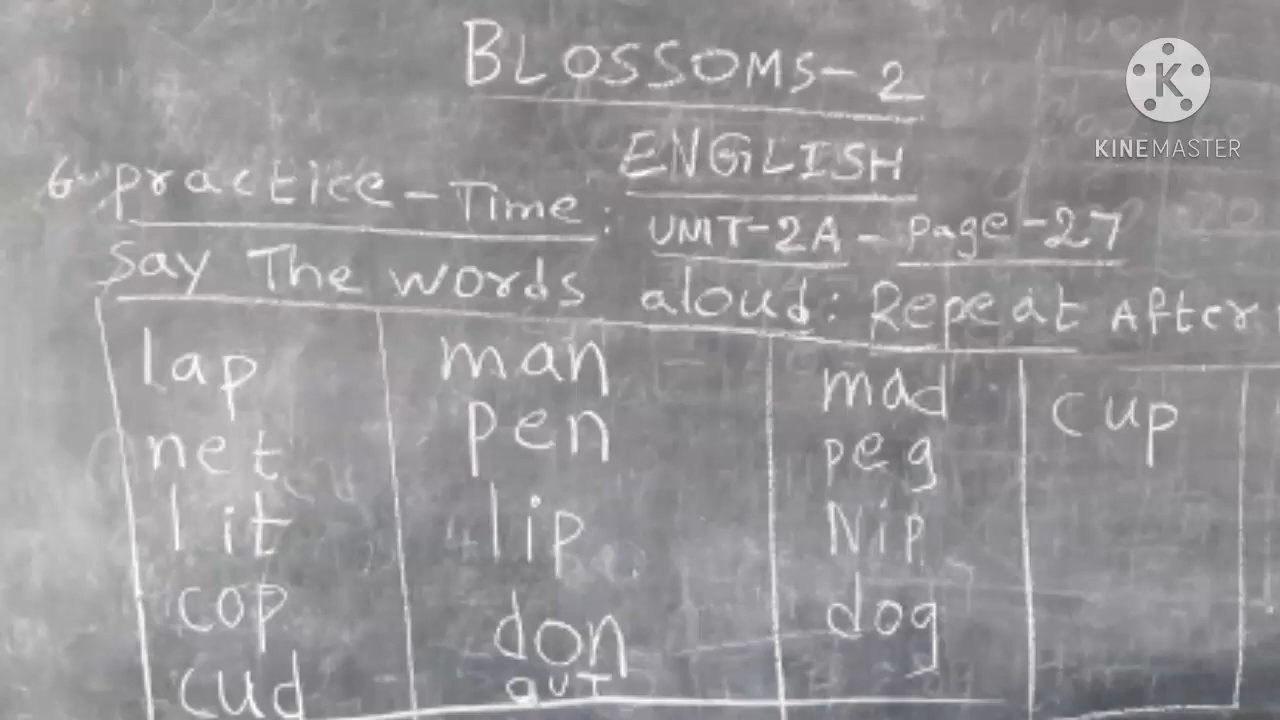 BLOSSOMS-2
KINEMASTER
ENGLISH
practice-Time: UNIT-2A - Page-27
Say The words aloud: Repeat After
lap man mad cup
net pen peg
lit lip Nip
cop don dog
cud